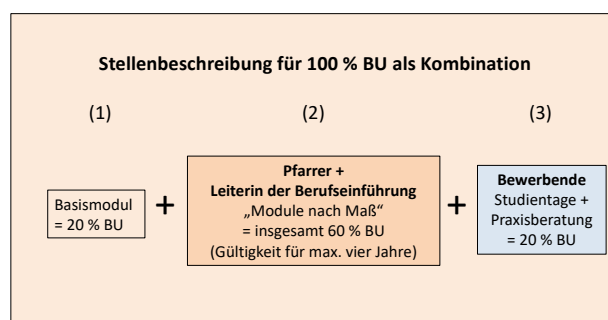 Stellenbeschreibung für 100 % BU als Kombination
(1)
(2)
(3)
Basismodul
= 20 % BU
+
Pfarrer +
Leiterin der Berufseinführung
„Module nach Maß“
= insgesamt 60 % BU
(Gültigkeit für max. vier Jahre)
+
Bewerbende
Studientage +
Praxisberatung
= 20 % BU